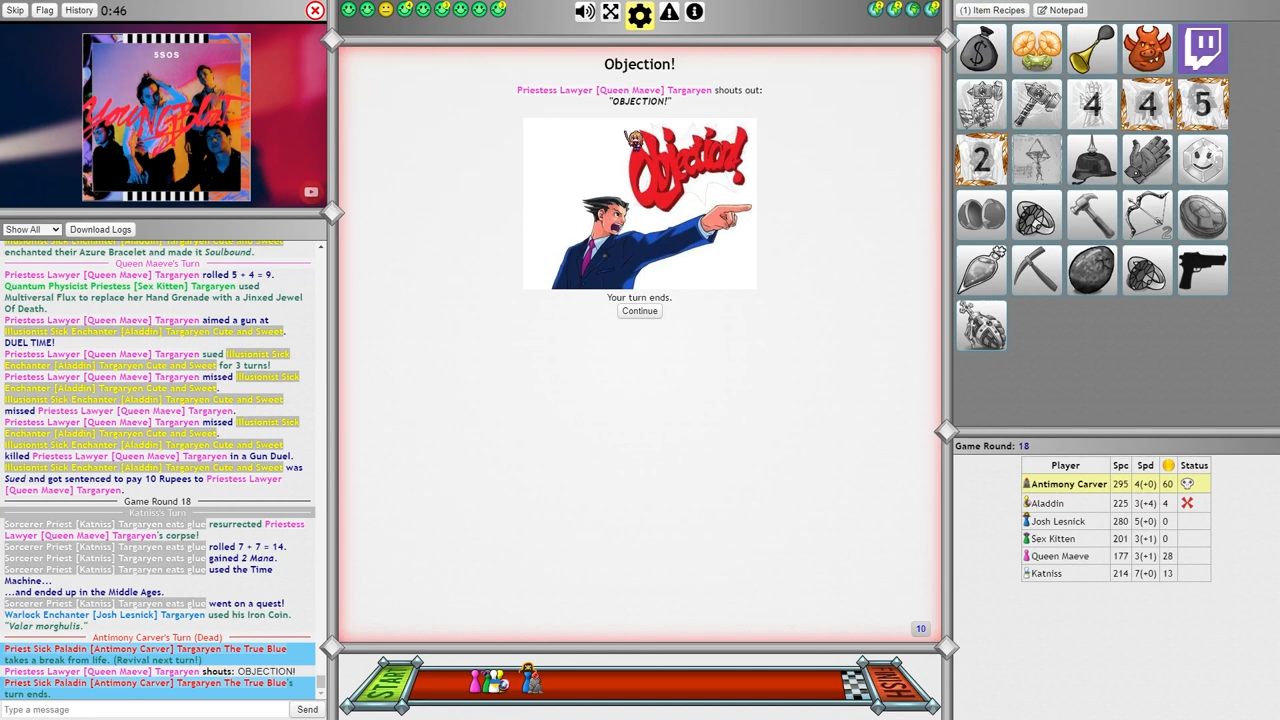 Skip Flag History 0:46
5SOS
Youngblood
Show All Download Logs
Illusionist Sick Enchanter [Aladdin] Targaryen Cute and Sweet
enchanted their Azure Bracelet and made it Soulbound.
Queen Maeve's Turn
Priestess Lawyer [Queen Maeve] Targaryen rolled 5 + 4 = 9.
Quantum Physicist Priestess [Sex Kitten] Targaryen used
Multiversal Flux to replace her Hand Grenade with a Jinxed Jewel
Of Death.
Priestess Lawyer [Queen Maeve] Targaryen aimed a gun at
Illusionist Sick Enchanter [Aladdin] Targaryen Cute and Sweet.
DUEL TIME!
Priestess Lawyer [Queen Maeve] Targaryen sued Illusionist Sick
Enchanter [Aladdin] Targaryen Cute and Sweet for 3 turns!
Priestess Lawyer [Queen Maeve] Targaryen missed Illusionist Sick
Enchanter [Aladdin] Targaryen Cute and Sweet.
Illusionist Sick Enchanter [Aladdin] Targaryen Cute and Sweet
missed Priestess Lawyer [Queen Maeve] Targaryen.
Priestess Lawyer [Queen Maeve] Targaryen missed Illusionist Sick
Enchanter [Aladdin] Targaryen Cute and Sweet.
Illusionist Sick Enchanter [Aladdin] Targaryen Cute and Sweet
killed Priestess Lawyer [Queen Maeve] Targaryen in a Gun Duel.
Illusionist Sick Enchanter [Aladdin] Targaryen Cute and Sweet was
Sued and got sentenced to pay 10 Rupees to Priestess Lawyer
[Queen Maeve] Targaryen.
Game Round 18
Katniss's Turn
Sorcerer Priest [Katniss] Targaryen eats glue resurrected Priestess
Lawyer [Queen Maeve] Targaryen's corpse!
Sorcerer Priest [Katniss] Targaryen eats glue rolled 7 + 7 = 14.
Sorcerer Priest [Katniss] Targaryen eats glue gained 2 Mana.
Sorcerer Priest [Katniss] Targaryen eats glue used the Time
Machine...
...and ended up in the Middle Ages.
Sorcerer Priest [Katniss] Targaryen eats glue went on a quest!
Warlock Enchanter [Josh Lesnick] Targaryen used his Iron Coin.
"Valar morghulis."
Antimony Carver's Turn (Dead)
Priest Sick Paladin [Antimony Carver] Targaryen The True Blue
takes a break from life. (Revival next turn!)
Priestess Lawyer [Queen Maeve] Targaryen shouts: OBJECTION!
Priest Sick Paladin [Antimony Carver] Targaryen The True Blue's
turn ends.
Type a message Send
Objection!
Priestess Lawyer [Queen Maeve] Targaryen shouts out:
"OBJECTION!"
Objection!
Your turn ends.
Continue
10
START
FINISH
(1) Item Recipes Notepad
4 4 5
2
2
Game Round: 18
Player Spc Spd Status
Antimony Carver 295 4(+0) 60
Aladdin 225 3(+4) 4
Josh Lesnick 280 5(+0) 0
Sex Kitten 201 3(+1) 0
Queen Maeve 177 3(+1) 28
Katniss 214 7(+0) 13